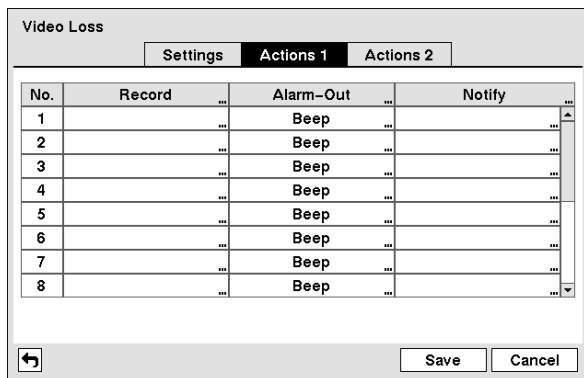 Video Loss
Settings Actions 1 Actions 2
No. Record ... Alarm-Out ... Notify ...
1 ... Beep ... ...
2 ... Beep ... ...
3 ... Beep ... ...
4 ... Beep ... ...
5 ... Beep ... ...
6 ... Beep ... ...
7 ... Beep ... ...
8 ... Beep ... ...
Save Cancel